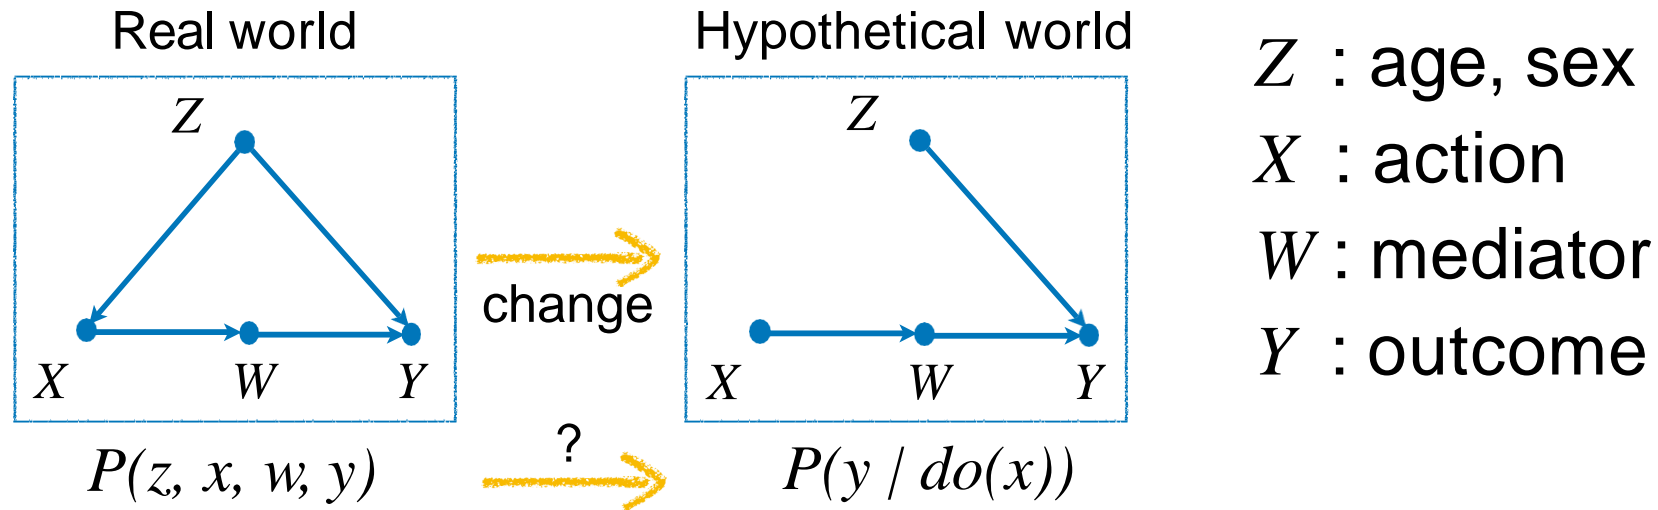 Real world
Z
X W Y
P(z, x, w, y)
change
?
Hypothetical world
Z
X W Y
P(y | do(x))
Z : age, sex
X : action
W : mediator
Y : outcome